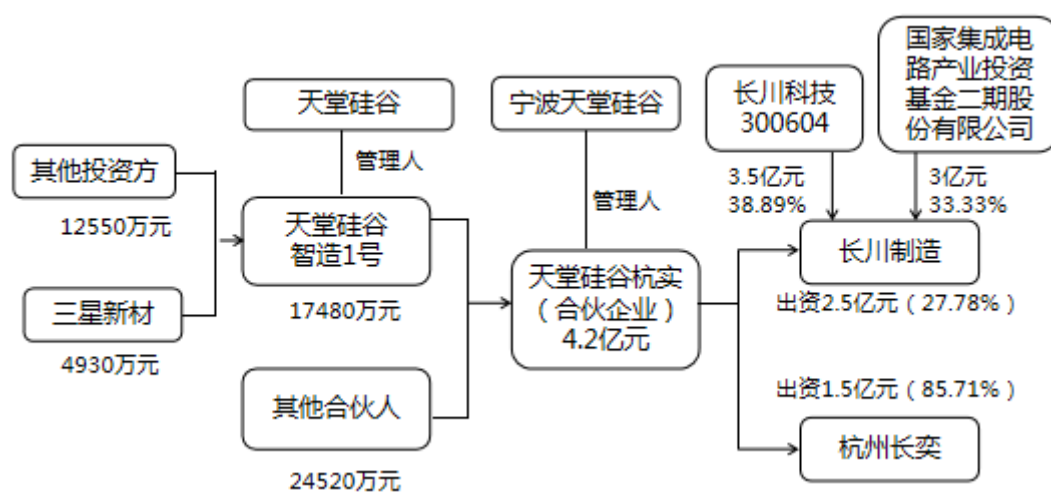 天堂硅谷
宁波天堂硅谷
长川科技
300604
国家集成电
路产业投资
基金二期股
份有限公司
管理人
管理人
其他投资方
12550万元
三星新材
4930万元
天堂硅谷
智造1号
17480万元
其他合伙人
24520万元
天堂硅谷杭实
（合伙企业）
4.2亿元
3.5亿元
38.89%
3亿元
33.33%
长川制造
出资2.5亿元（27.78%）
出资1.5亿元（85.71%）
杭州长奕